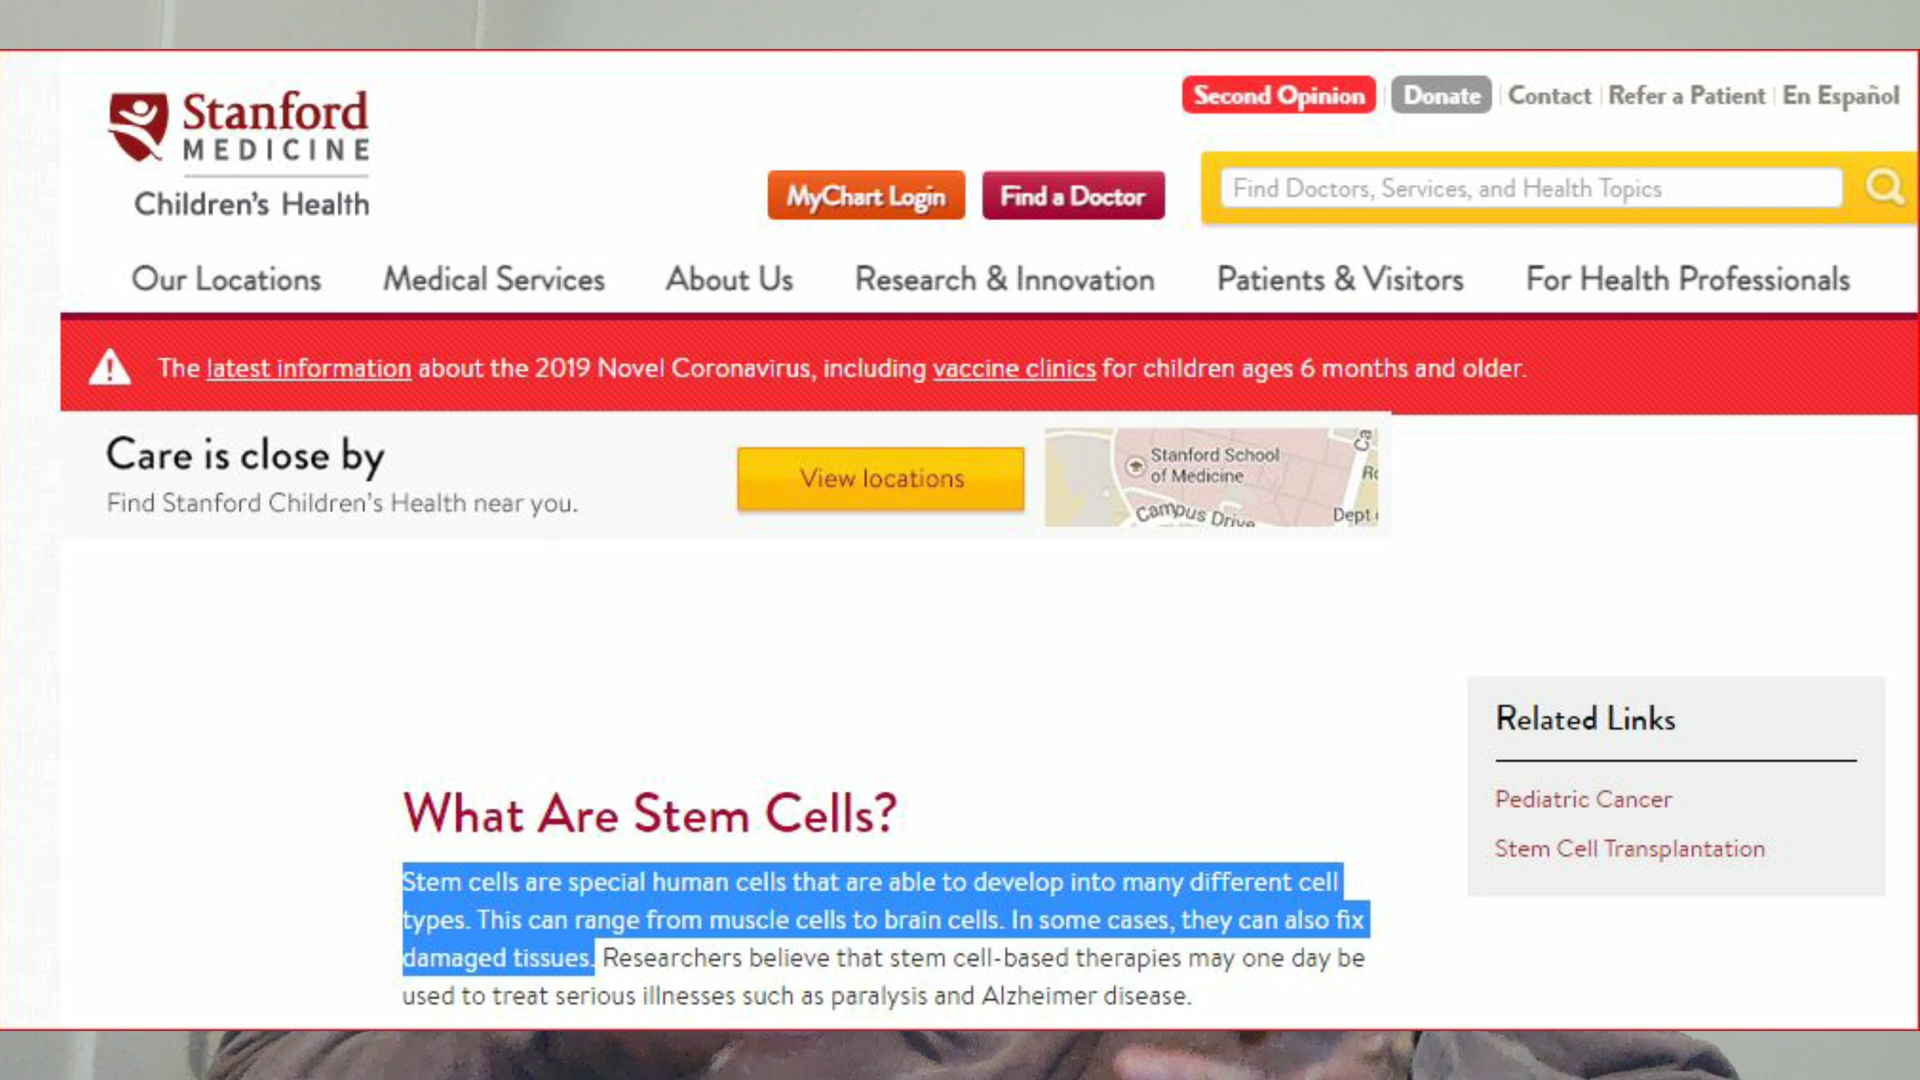 Stanford
MEDICINE
Children's Health
Second Opinion
Donate
Contact
Refer a Patient
En Español
MyChart Login
Find a Doctor
Find Doctors, Services, and Health Topics
Our Locations
Medical Services
About Us
Research & Innovation
Patients & Visitors
For Health Professionals
The latest information about the 2019 Novel Coronavirus, including vaccine clinics for children ages 6 months and older.
Care is close by
Find Stanford Children's Health near you.
View locations
Stanford School
of Medicine
Campus Drive
Dept
Related Links
Pediatric Cancer
Stem Cell Transplantation
What Are Stem Cells?
Stem cells are special human cells that are able to develop into many different cell
types. This can range from muscle cells to brain cells. In some cases, they can also fix
damaged tissues. Researchers believe that stem cell-based therapies may one day be
used to treat serious illnesses such as paralysis and Alzheimer disease.